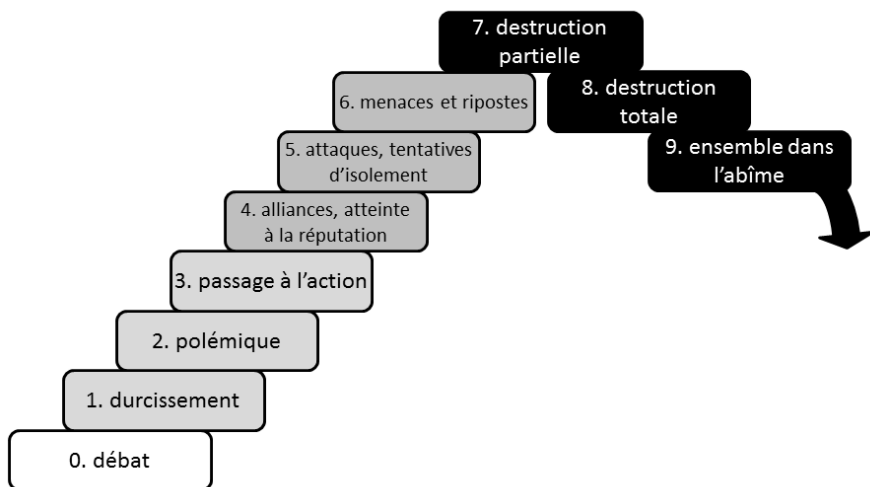 7. destruction
partielle
6. menaces et ripostes
8. destruction
totale
5. attaques, tentatives
d'isolement
9. ensemble dans
l'abîme
4. alliances, atteinte
à la réputation
3. passage à l'action
2. polémique
1. durcissement
0. débat